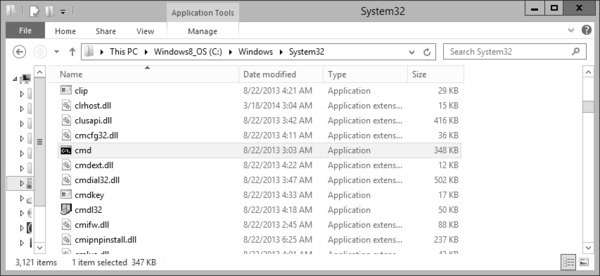 Application Tools
System32
File Home Share View Manage
This PC Windows8_OS (C:) Windows System32 Search System32
Name Date modified Type Size
clip 8/22/2013 4:21 AM Application 29 KB
clrhost.dll 3/18/2014 3:04 AM Application extens... 15 KB
clusapi.dll 8/22/2013 3:42 AM Application extens... 416 KB
cmcfg32.dll 8/22/2013 4:11 AM Application extens... 36 KB
cmd 8/22/2013 3:03 AM Application 348 KB
cmdext.dll 8/22/2013 4:22 AM Application extens... 12 KB
cmdial32.dll 8/22/2013 3:47 AM Application extens... 502 KB
cmdkey 8/22/2013 4:33 AM Application 17 KB
cmdl32 8/22/2013 4:18 AM Application 50 KB
cmifw.dll 8/22/2013 2:45 AM Application extens... 88 KB
cmipnpinstall.dll 8/22/2013 6:25 AM Application extens... 237 KB
3,121 items 1 item selected 347 KB